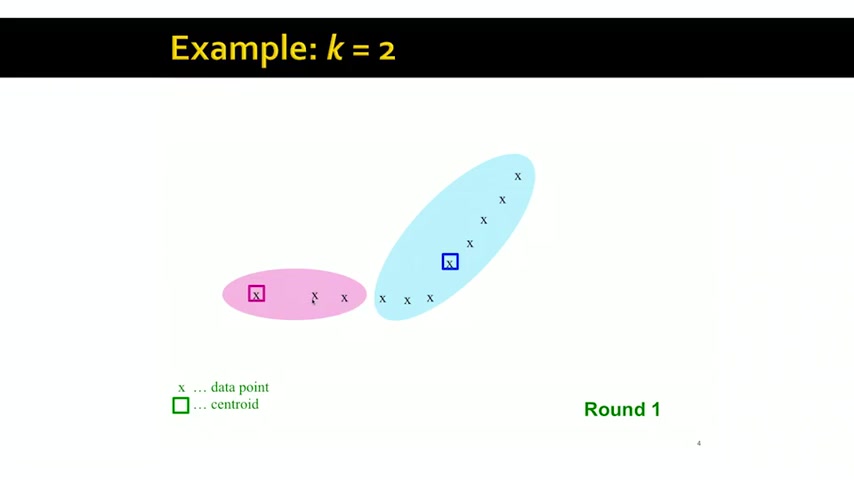 Example: k = 2
x
x
x
x
x
x x x x x x
x … data point
… centroid
Round 1
4